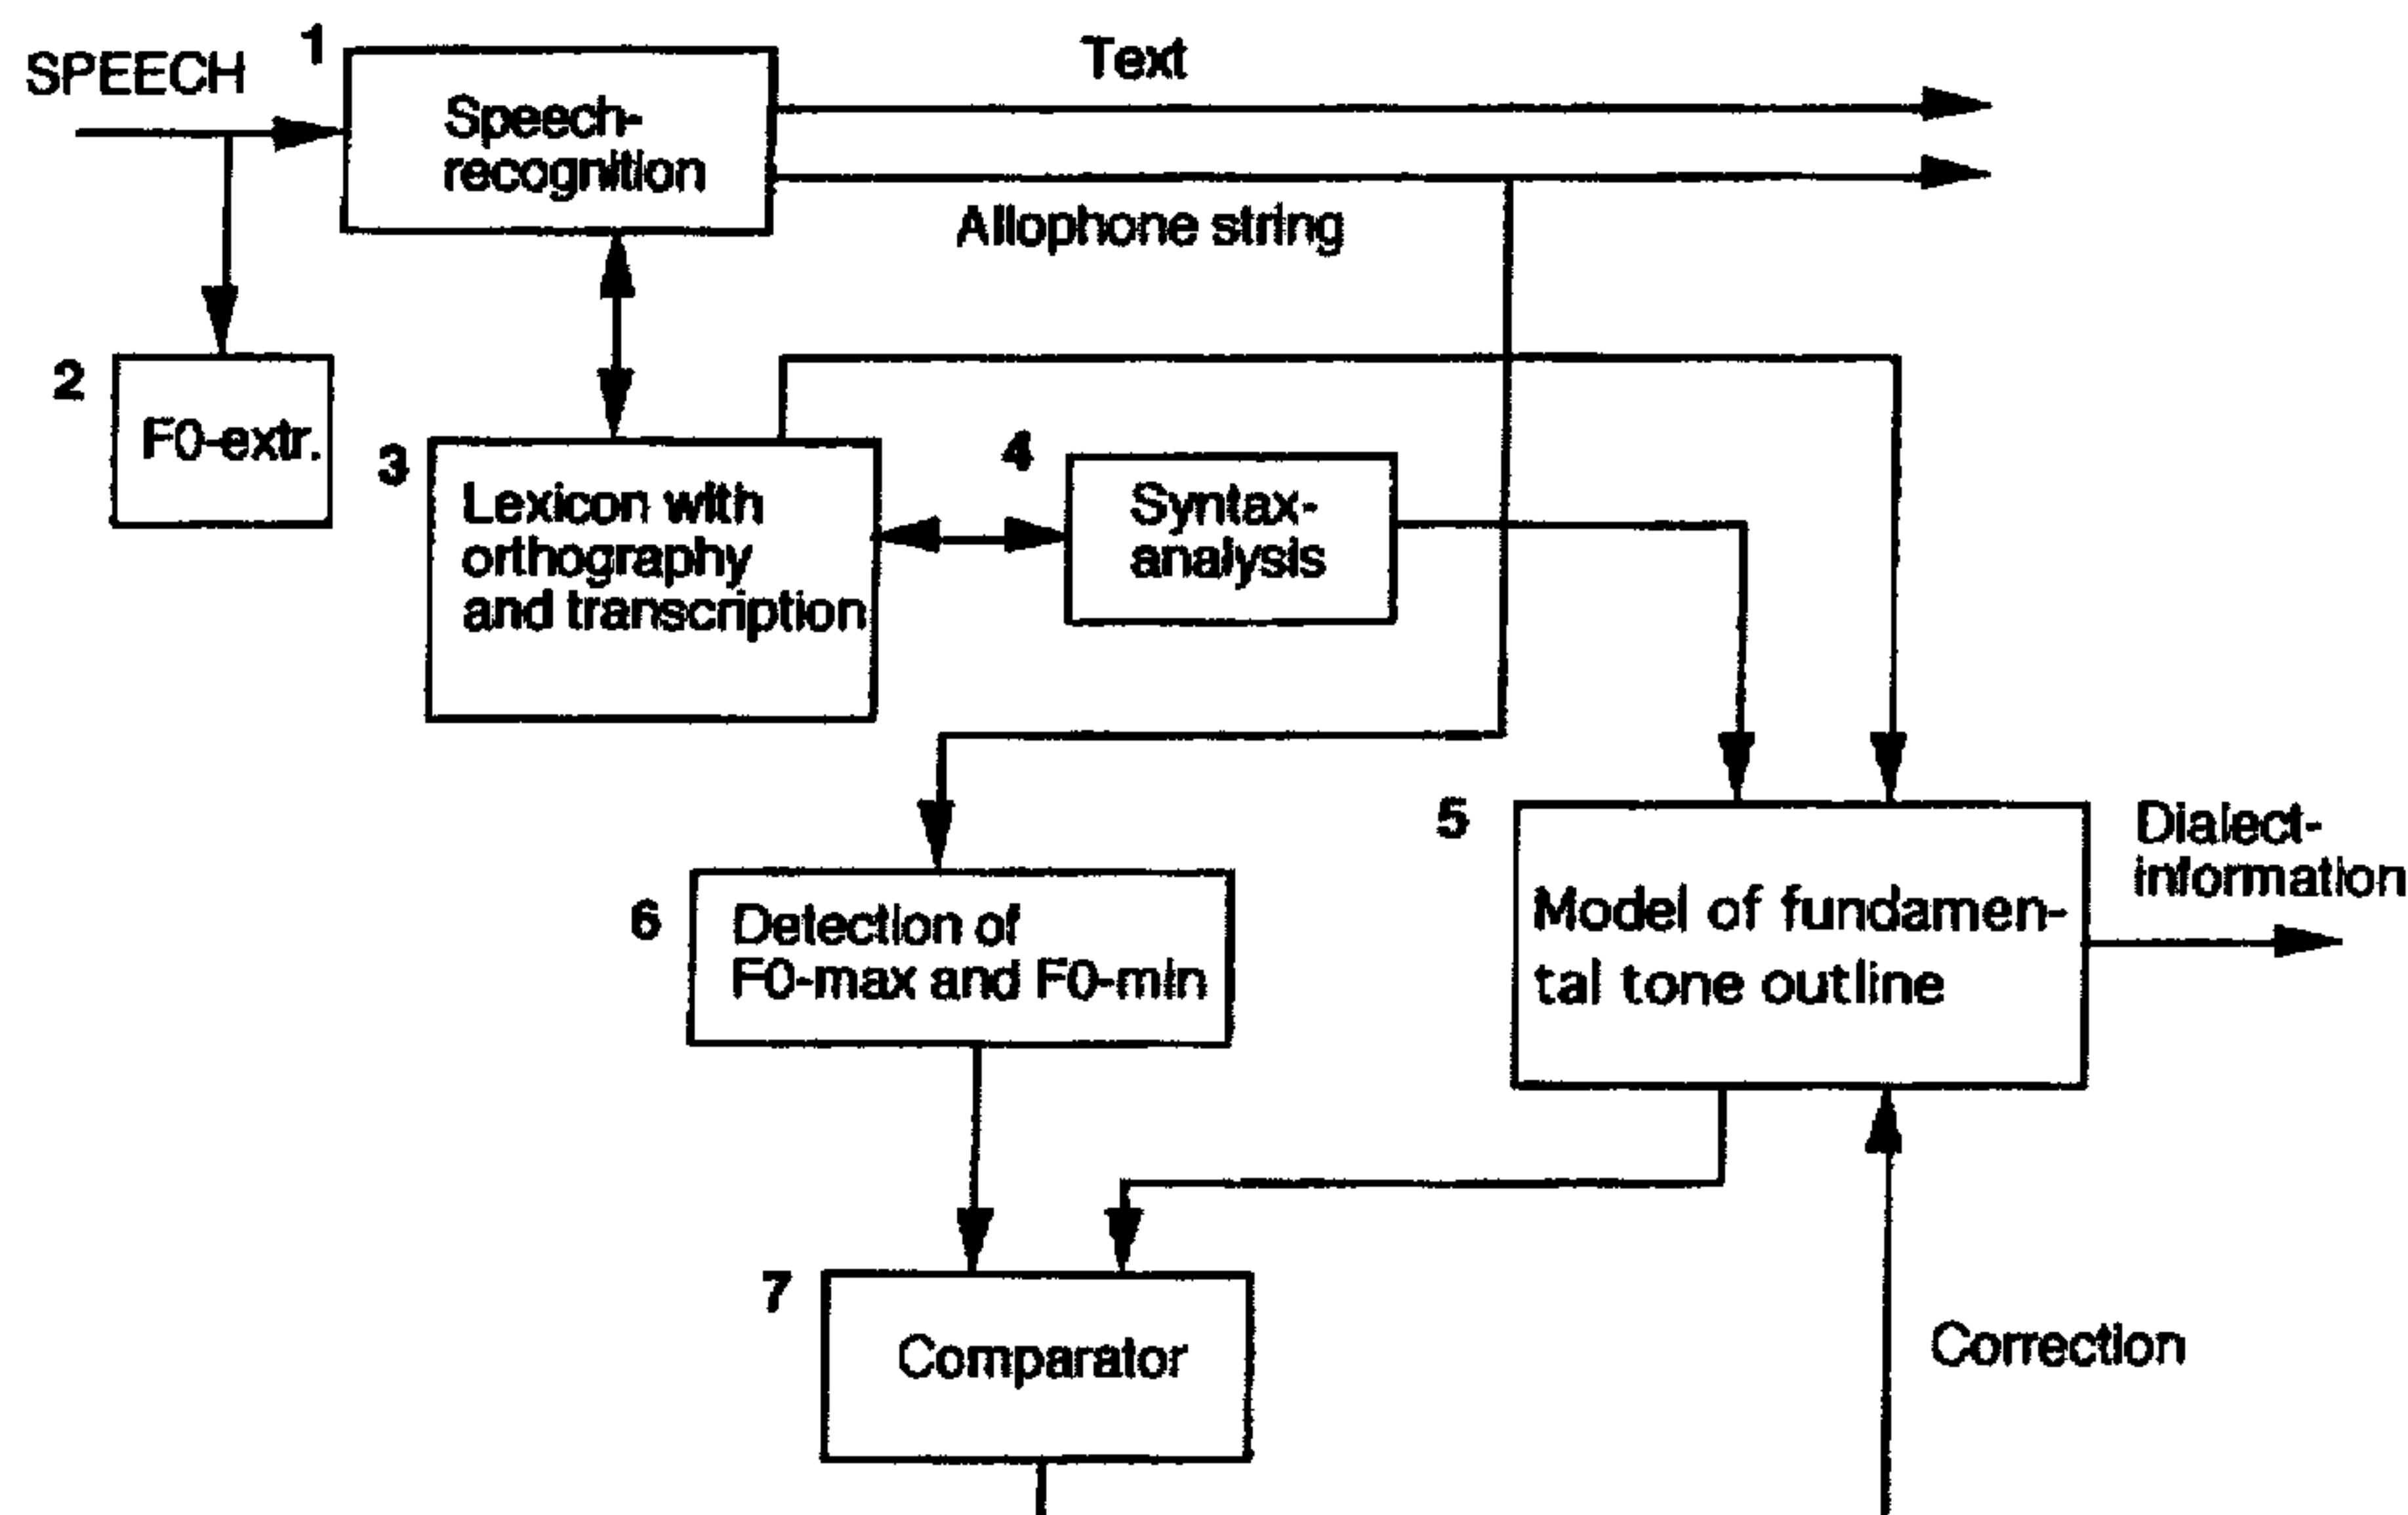 SPEECH
1
Speech-
recognition
Text
Allophone string
2
F0-extr.
3
Lexicon with
orthography
and transcription
4
Syntax-
analysis
5
Model of fundamen-
tal tone outline
Dialect-
information
6
Detection of
F0-max and F0-min
7
Comparator
Correction